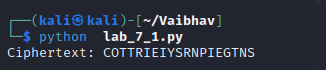 ┌──(kali㉿kali)-[~/Vaibhav]
└─$ python lab_7_1.py
Ciphertext: COTTRIEIYSRNPIEGTNS